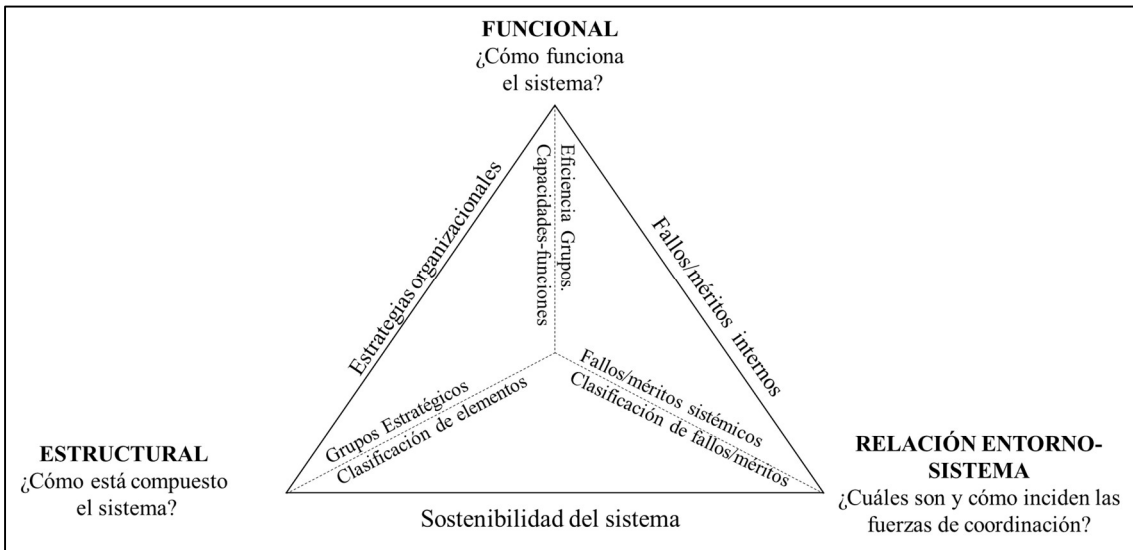 FUNCIONAL
¿Cómo funciona
el sistema?
Estrategias organizacionales
Eficiencia Grupos.
Capacidades-funciones
Fallos/méritos internos
Grupos Estratégicos
Clasificación de elementos
Fallos/méritos sistémicos
Clasificación de fallos/méritos
ESTRUCTURAL
¿Cómo está compuesto
el sistema?
Sostenibilidad del sistema
RELACIÓN ENTORNO-
SISTEMA
¿Cuáles son y cómo inciden las
fuerzas de coordinación?